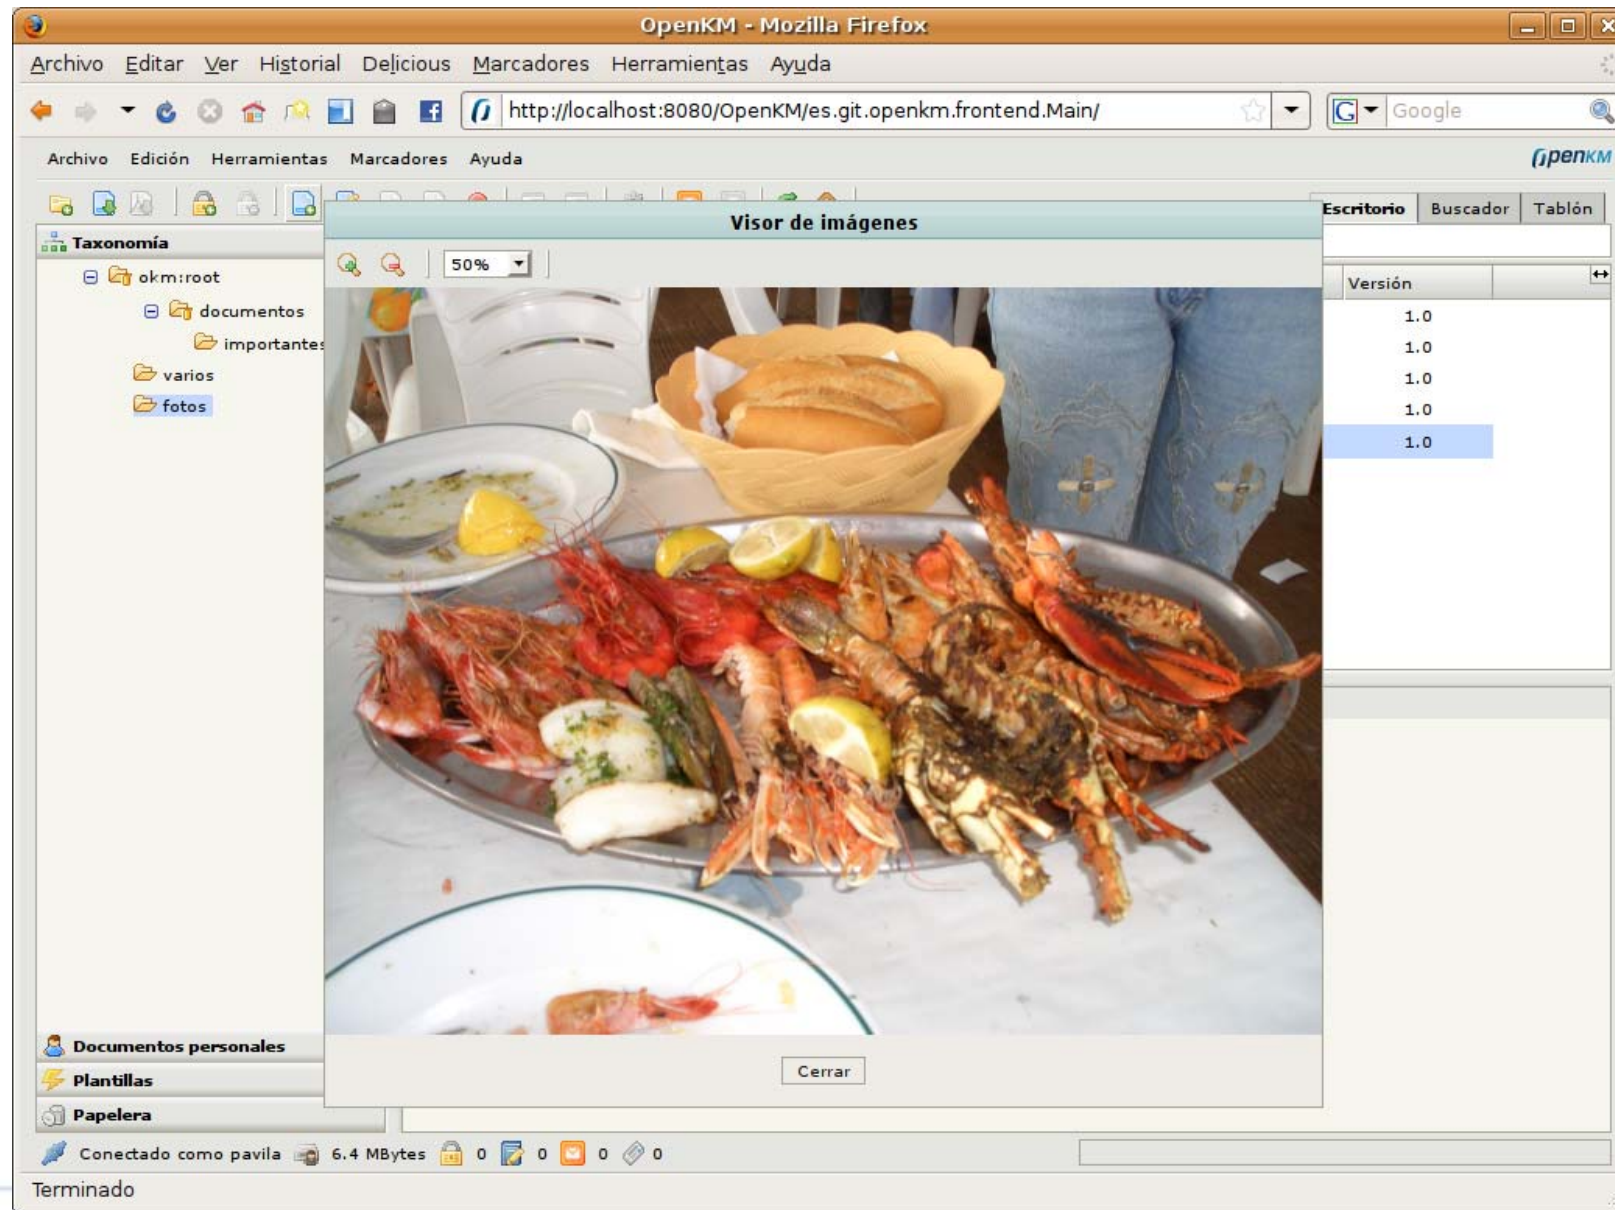 OpenKM - Mozilla Firefox
Archivo Editar Ver Historial Delicious Marcadores Herramientas Ayuda
http://localhost:8080/OpenKM/es.git.openkm.frontend.Main/ Google
Archivo Edición Herramientas Marcadores Ayuda OpenKM
Visor de imágenes Escritorio Buscador Tablón
Taxonomía
50%
okm:root Versión
documentos 1.0
importantes 1.0
varios 1.0
fotos 1.0
1.0
Documentos personales
Cerrar
Plantillas
Papelera
Conectado como pavila 6.4 MBytes 0 0 0 0
Terminado